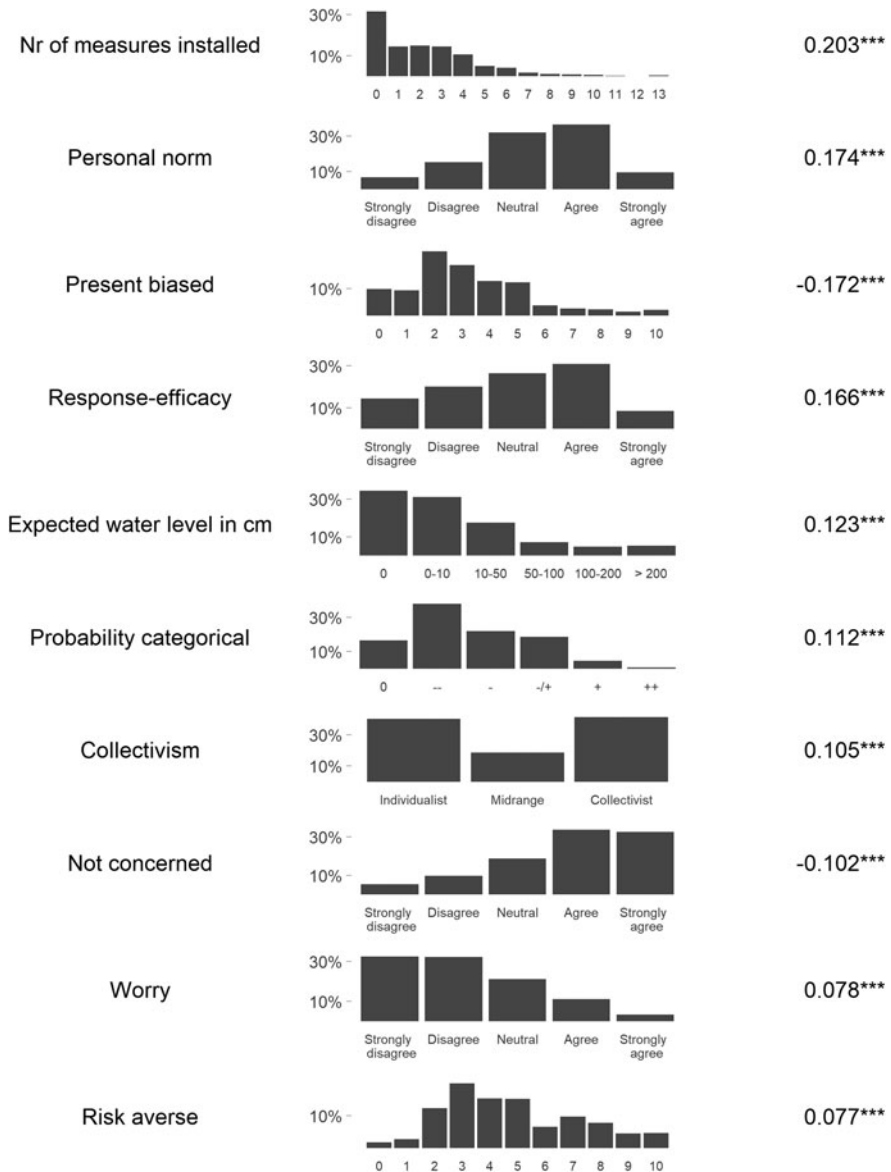 30%
Nr of measures installed 0.203***
10%
0 1 2 3 4 5 6 7 8 9 10 11 12 13
30%
Personal norm 0.174***
10%
Strongly disagree Disagree Neutral Agree Strongly agree
Present biased 10% -0.172***
0 1 2 3 4 5 6 7 8 9 10
30%
Response-efficacy 0.166***
10%
Strongly disagree Disagree Neutral Agree Strongly agree
30%
Expected water level in cm 0.123***
10%
0 0-10 10-50 50-100 100-200 > 200
30%
Probability categorical 0.112***
10%
0 -- - -/+ + ++
30%
Collectivism 0.105***
10%
Individualist Midrange Collectivist
30%
Not concerned -0.102***
10%
Strongly disagree Disagree Neutral Agree Strongly agree
30%
Worry 0.078***
10%
Strongly disagree Disagree Neutral Agree Strongly agree
Risk averse 10% 0.077***
0 1 2 3 4 5 6 7 8 9 10